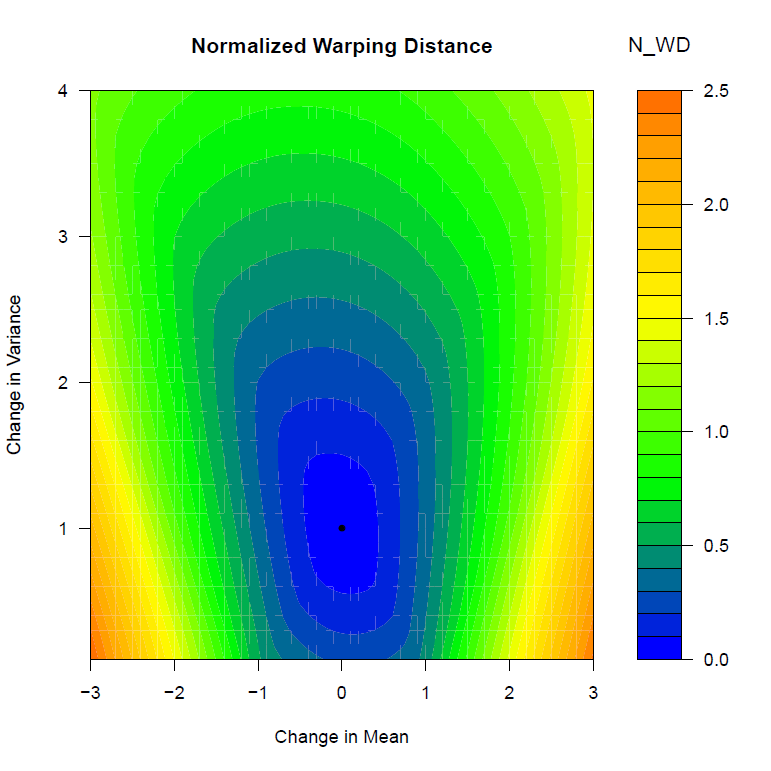 Normalized Warping Distance
N_WD
4
3
2
1
Change in Variance
2.5
2.0
1.5
1.0
0.5
0.0
−3 −2 −1 0 1 2 3
Change in Mean